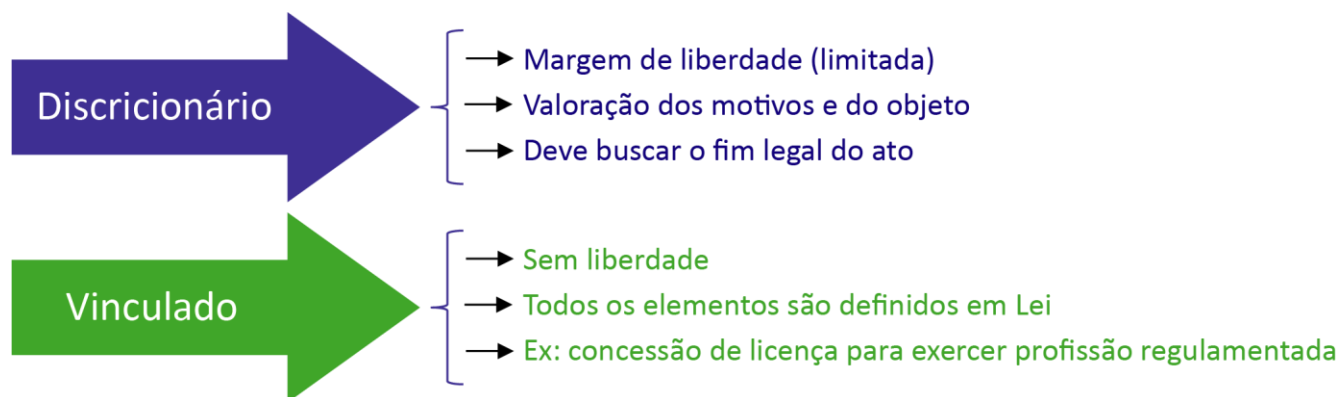 Discricionário
Margem de liberdade (limitada)
Valoração dos motivos e do objeto
Deve buscar o fim legal do ato
Vinculado
Sem liberdade
Todos os elementos são definidos em Lei
Ex: concessão de licença para exercer profissão regulamentada